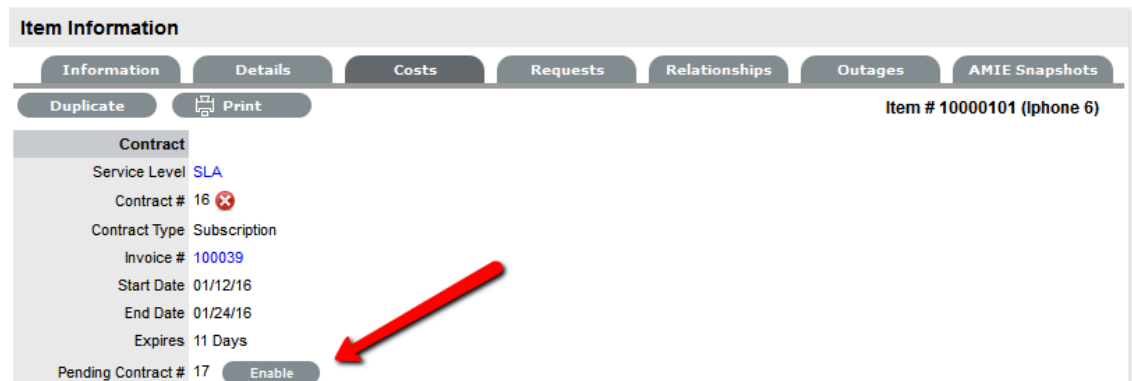 Item Information
Information Details Costs Requests Relationships Outages AMIE Snapshots
Duplicate Print Item # 10000101 (Iphone 6)
Contract
Service Level SLA
Contract # 16
Contract Type Subscription
Invoice # 100039
Start Date 01/12/16
End Date 01/24/16
Expires 11 Days
Pending Contract # 17 Enable